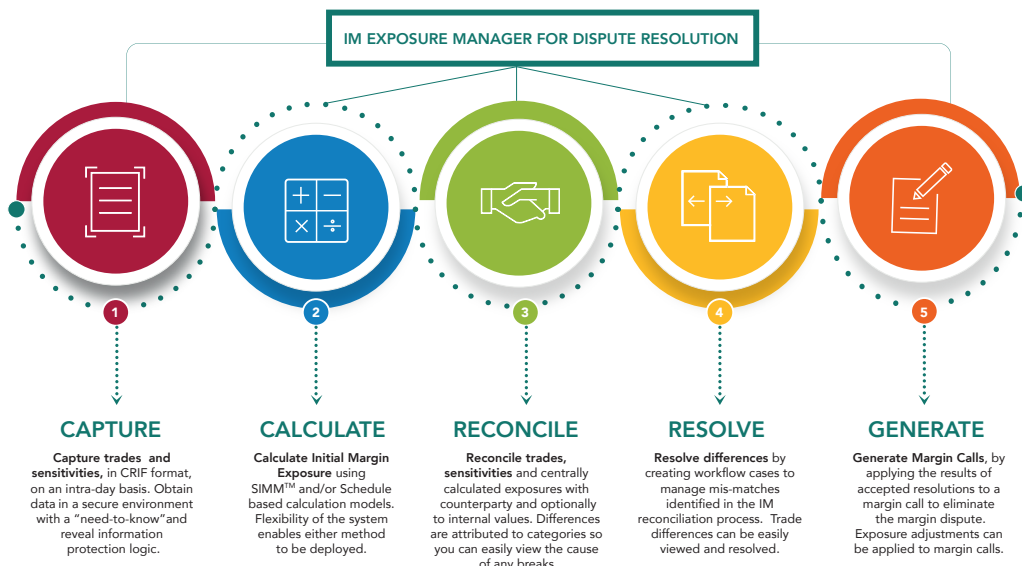 IM EXPOSURE MANAGER FOR DISPUTE RESOLUTION
1
2
3
4
5
CAPTURE
Capture trades and
sensitivities, in CRIF format,
on an intra-day basis. Obtain
data in a secure environment
with a "need-to-know"and
reveal information
protection logic.
CALCULATE
Calculate Initial Margin
Exposure using
SIMM™ and/or Schedule
based calculation models.
Flexibility of the system
enables either method
to be deployed.
RECONCILE
Reconcile trades,
sensitivities and centrally
calculated exposures with
counterparty and optionally
to internal values. Differences
are attributed to categories so
you can easily view the cause
of any breaks
RESOLVE
Resolve differences by
creating workflow cases to
manage mis-matches
identified in the IM
reconciliation process. Trade
differences can be easily
viewed and resolved.
GENERATE
Generate Margin Calls, by
applying the results of
accepted resolutions to a
margin call to eliminate
the margin dispute.
Exposure adjustments can
be applied to margin calls.